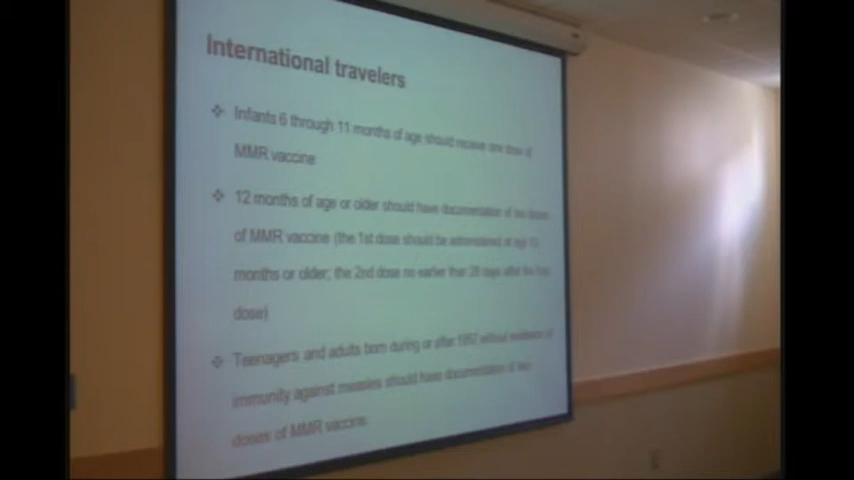 International travelers
❖ Infants 6 through 11 months of age should receive one dose of
MMR vaccine
❖ 12 months of age or older should have documentation of two doses
of MMR vaccine (the 1st dose should be administered at age 12
months or older; the 2nd dose no earlier than 28 days after the first
dose)
❖ Teenagers and adults born during or after 1957 without evidence of
immunity against measles should have documentation of two
doses of MMR vaccine